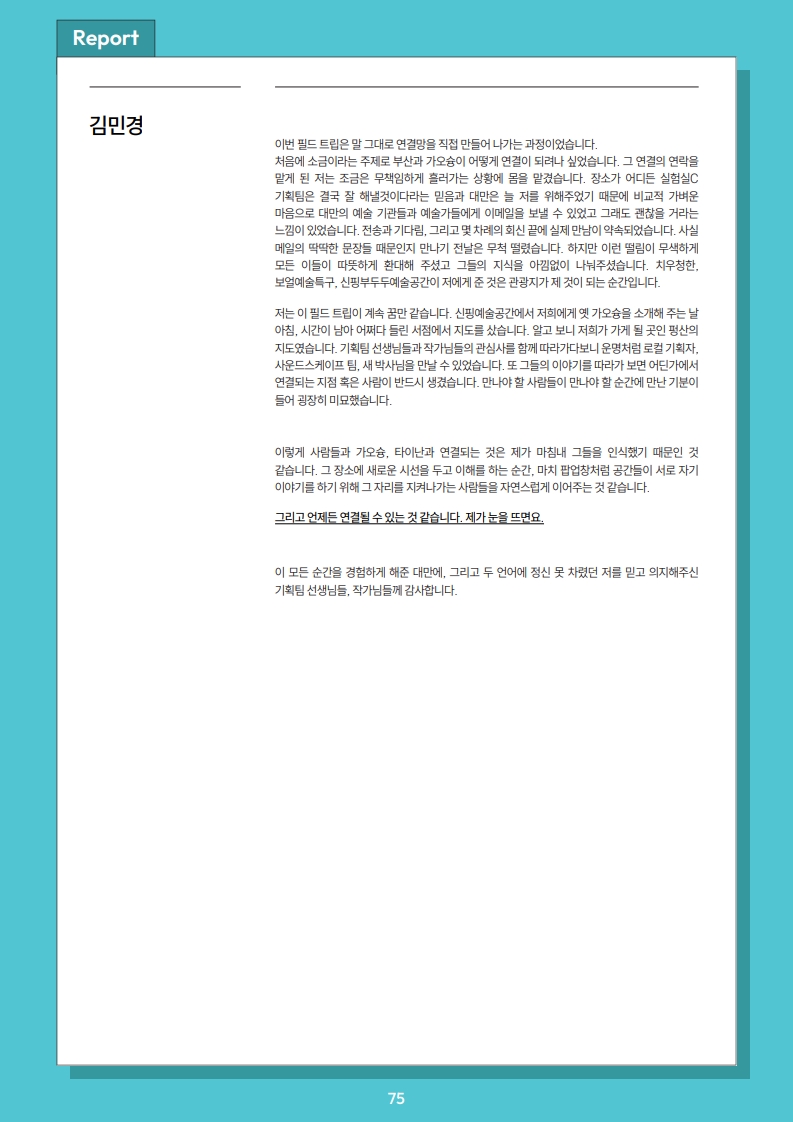 Report
김민경
이번 필드 트립은 말 그대로 연결망을 직접 만들어 나가는 과정이었습니다.
처음에 소금이라는 주제로 부산과 가오슝이 어떻게 연결이 되려나 싶었습니다. 그 연결의 연락을
맡게 된 저는 조금은 무책임하게 흘러가는 상황에 몸을 맡겼습니다. 장소가 어디든 실험실C
기획팀은 결국 잘 해낼것이다라는 믿음과 대만은 늘 저를 위해주었기 때문에 비교적 가벼운
마음으로 대만의 예술 기관들과 예술가들에게 이메일을 보낼 수 있었고 그래도 괜찮을 거라는
느낌이 있었습니다. 전송과 기다림, 그리고 몇 차례의 회신 끝에 실제 만남이 약속되었습니다. 사실
메일의 딱딱한 문장들 때문인지 만나기 전날은 무척 떨렸습니다. 하지만 이런 떨림이 무색하게
모든 이들이 따뜻하게 환대해 주셨고 그들의 지식을 아낌없이 나눠주셨습니다. 치우청한,
보얼예술특구, 신핑부두두예술공간이 저에게 준 것은 관광지가 제 것이 되는 순간입니다.
저는 이 필드 트립이 계속 꿈만 같습니다. 신핑예술공간에서 저희에게 옛 가오슝을 소개해 주는 날
아침, 시간이 남아 어쩌다 들린 서점에서 지도를 샀습니다. 알고 보니 저희가 가게 될 곳인 펑산의
지도였습니다. 기획팀 선생님들과 작가님들의 관심사를 함께 따라가다보니 운명처럼 로컬 기획자,
사운드스케이프 팀, 새 박사님을 만날 수 있었습니다. 또 그들의 이야기를 따라가 보면 어딘가에서
연결되는 지점 혹은 사람이 반드시 생겼습니다. 만나야 할 사람들이 만나야 할 순간에 만난 기분이
들어 굉장히 미묘했습니다.
이렇게 사람들과 가오슝, 타이난과 연결되는 것은 제가 마침내 그들을 인식했기 때문인 것
같습니다. 그 장소에 새로운 시선을 두고 이해를 하는 순간, 마치 팝업창처럼 공간들이 서로 자기
이야기를 하기 위해 그 자리를 지켜나가는 사람들을 자연스럽게 이어주는 것 같습니다.
그리고 언제든 연결될 수 있는 것 같습니다. 제가 눈을 뜨면요.
이 모든 순간을 경험하게 해준 대만에, 그리고 두 언어에 정신 못 차렸던 저를 믿고 의지해주신
기획팀 선생님들, 작가님들께 감사합니다.
75